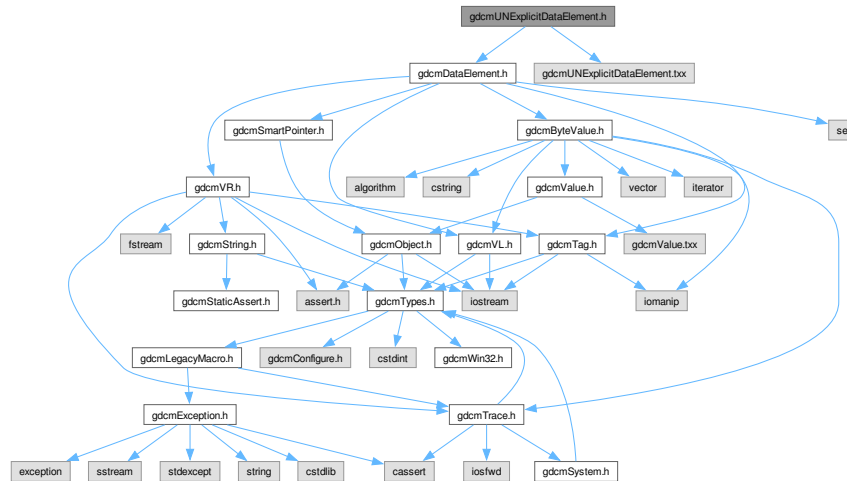 gdcmUNExplicitDataElement.h
gdcmDataElement.h
gdcmUNExplicitDataElement.txx
gdcmSmartPointer.h
gdcmByteValue.h
se
gdcmVR.h
algorithm
cstring
gdcmValue.h
vector
iterator
fstream
gdcmString.h
gdcmObject.h
gdcmVL.h
gdcmTag.h
gdcmValue.txx
gdcmStaticAssert.h
assert.h
gdcmTypes.h
iostream
iomanip
gdcmLegacyMacro.h
gdcmConfigure.h
cstdint
gdcmWin32.h
gdcmException.h
gdcmTrace.h
exception
sstream
stdexcept
string
cstdlib
cassert
iosfwd
gdcmSystem.h